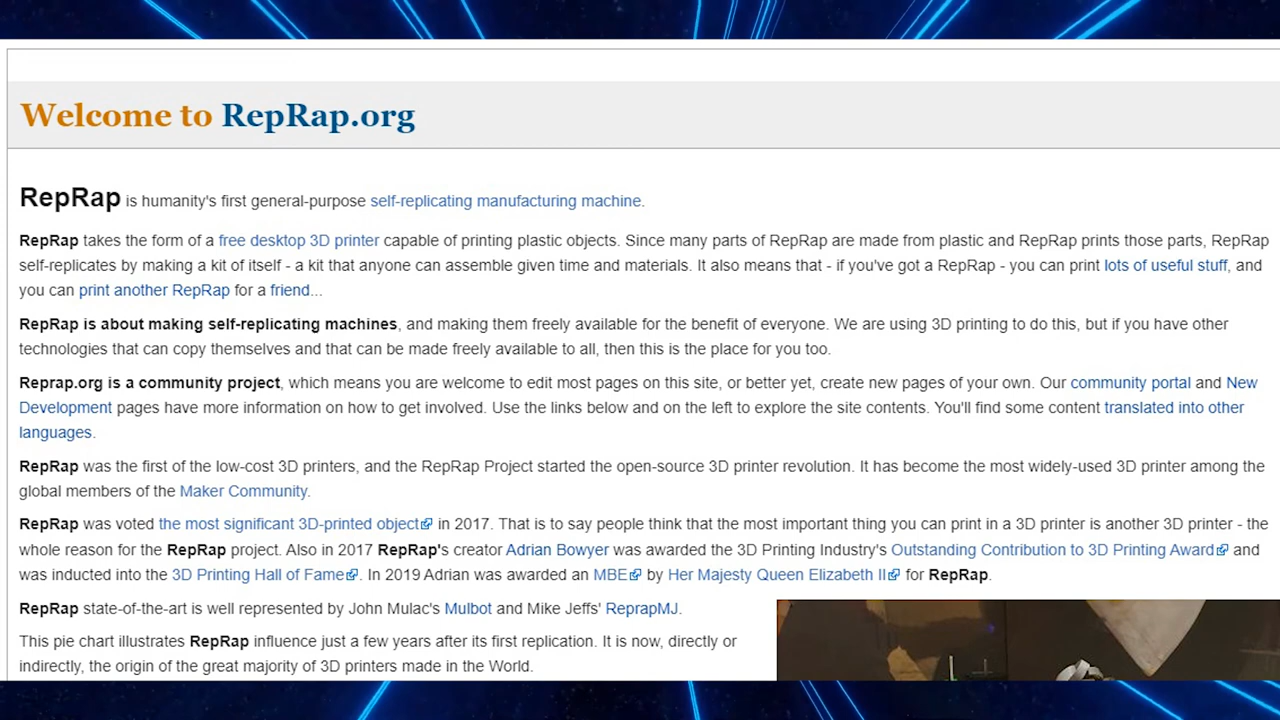 Welcome to RepRap.org
RepRap is humanity's first general-purpose self-replicating manufacturing machine.
RepRap takes the form of a free desktop 3D printer capable of printing plastic objects. Since many parts of RepRap are made from plastic and RepRap prints those parts, RepRap
self-replicates by making a kit of itself - a kit that anyone can assemble given time and materials. It also means that - if you've got a RepRap - you can print lots of useful stuff, and
you can print another RepRap for a friend...
RepRap is about making self-replicating machines, and making them freely available for the benefit of everyone. We are using 3D printing to do this, but if you have other
technologies that can copy themselves and that can be made freely available to all, then this is the place for you too.
Reprap.org is a community project, which means you are welcome to edit most pages on this site, or better yet, create new pages of your own. Our community portal and New
Development pages have more information on how to get involved. Use the links below and on the left to explore the site contents. You'll find some content translated into other
languages.
RepRap was the first of the low-cost 3D printers, and the RepRap Project started the open-source 3D printer revolution. It has become the most widely-used 3D printer among the
global members of the Maker Community.
RepRap was voted the most significant 3D-printed object in 2017. That is to say people think that the most important thing you can print in a 3D printer is another 3D printer - the
whole reason for the RepRap project. Also in 2017 RepRap's creator Adrian Bowyer was awarded the 3D Printing Industry's Outstanding Contribution to 3D Printing Award and
was inducted into the 3D Printing Hall of Fame. In 2019 Adrian was awarded an MBE by Her Majesty Queen Elizabeth II for RepRap.
RepRap state-of-the-art is well represented by John Mulac's Mulbot and Mike Jeffs' ReprapMJ.
This pie chart illustrates RepRap influence just a few years after its first replication. It is now, directly or
indirectly, the origin of the great majority of 3D printers made in the World.